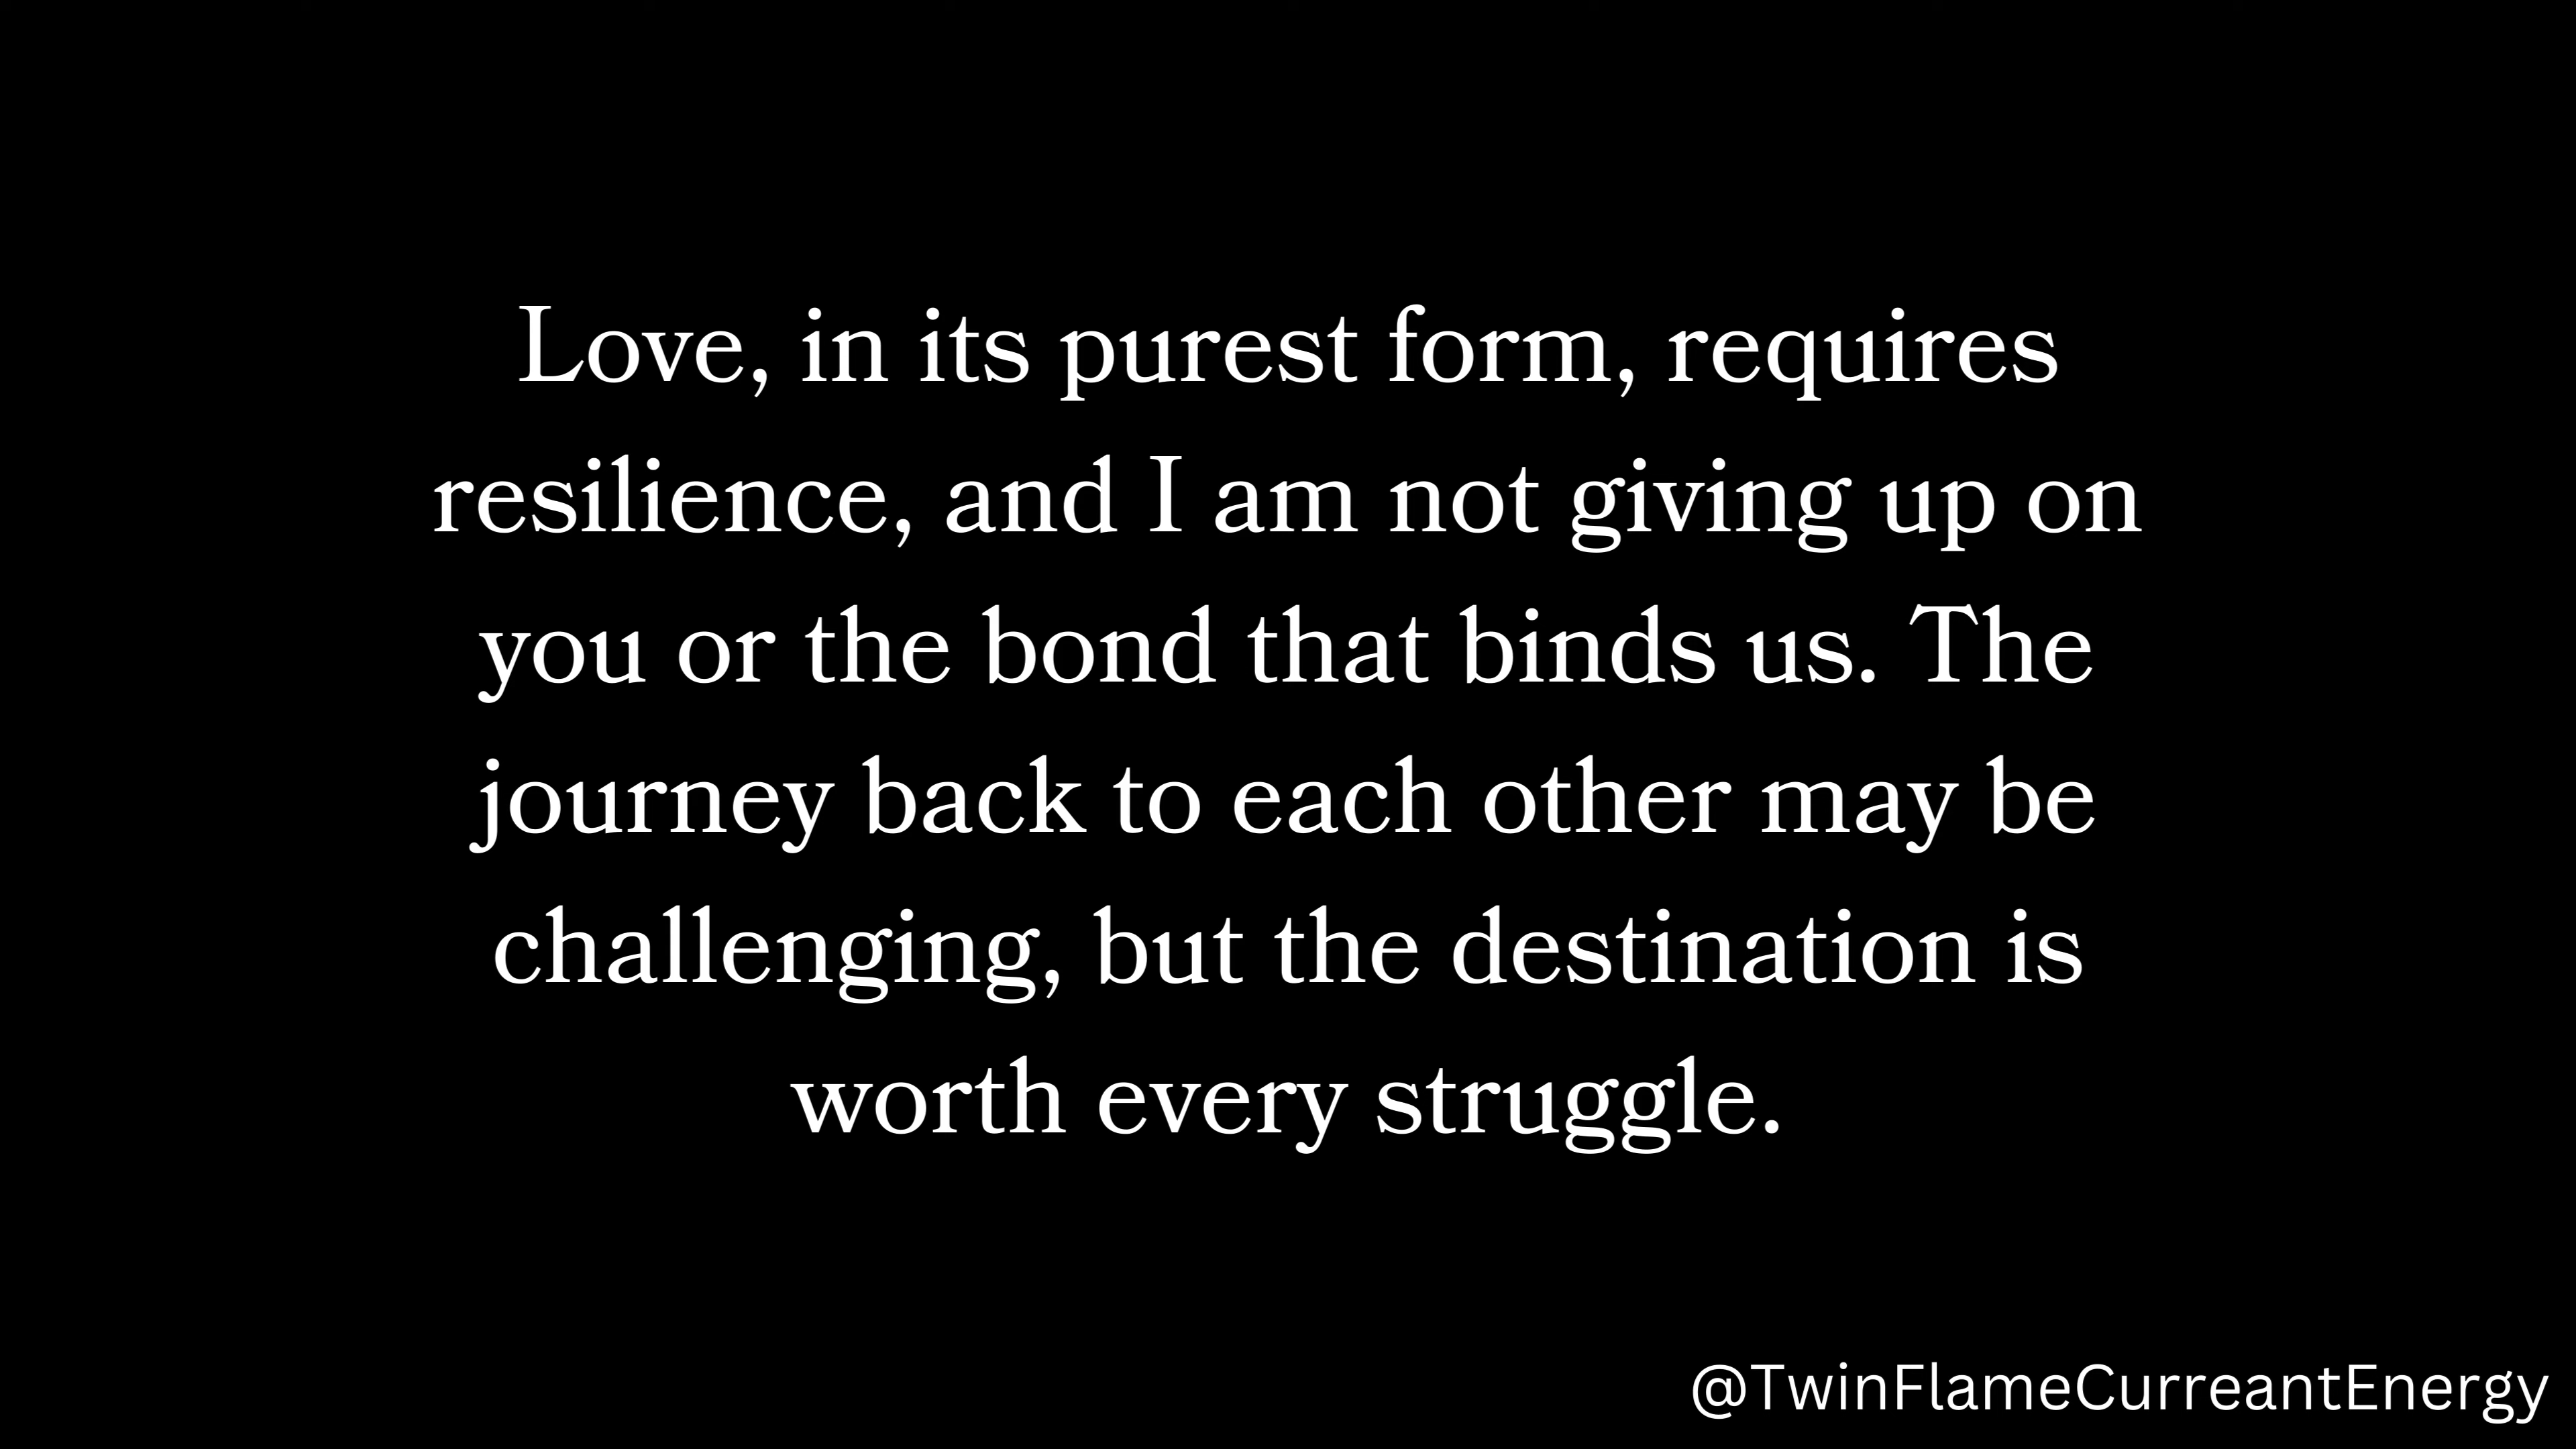 Love, in its purest form, requires
resilience, and I am not giving up on
you or the bond that binds us. The
journey back to each other may be
challenging, but the destination is
worth every struggle.
@TwinFlameCurreantEnergy